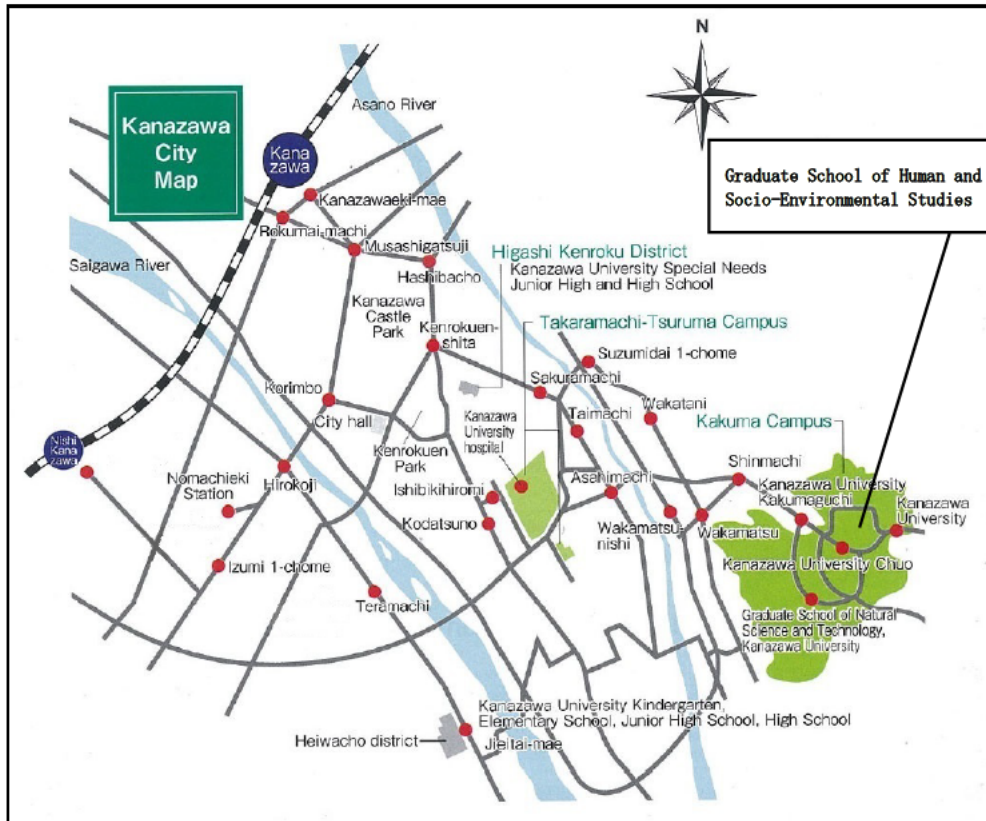 N
Asano River
Kanazawa
City
Map
Kana
zawa
Graduate School of Human and
Socio-Environmental Studies
Kanazawaeki-mae
Rokumai-machi
Musashigatsuji
Saigawa River
Hashibacho
Higashi Kenroku District
Kanazawa University Special Needs
Junior High and High School
Kanazawa
Castle
Park
Kenrokuen-
shita
Takaramachi-Tsuruma Campus
Suzumidai 1-chome
Korimbo
Sakuramachi
City hall
Kanazawa
University
hospital
Taimachi
Wakatani
Kakuma Campus
Nishi
Kana
zawa
Kenrokuen
Park
Nomachieki
Station
Hirokoji
Ishibikihiromi
Asahimachi
Shinmachi
Kanazawa University
Kakumaguchi
Kanazawa
University
Kodatsuno
Wakamatsu-
nishi
Wakamatsu
Kanazawa University Chuo
Izumi 1-chome
Teramachi
Graduate School of Natural
Science and Technology,
Kanazawa University
Kanazawa University Kindergarten,
Elementary School, Junior High School, High School
Heiwacho district
Jieitai-mae